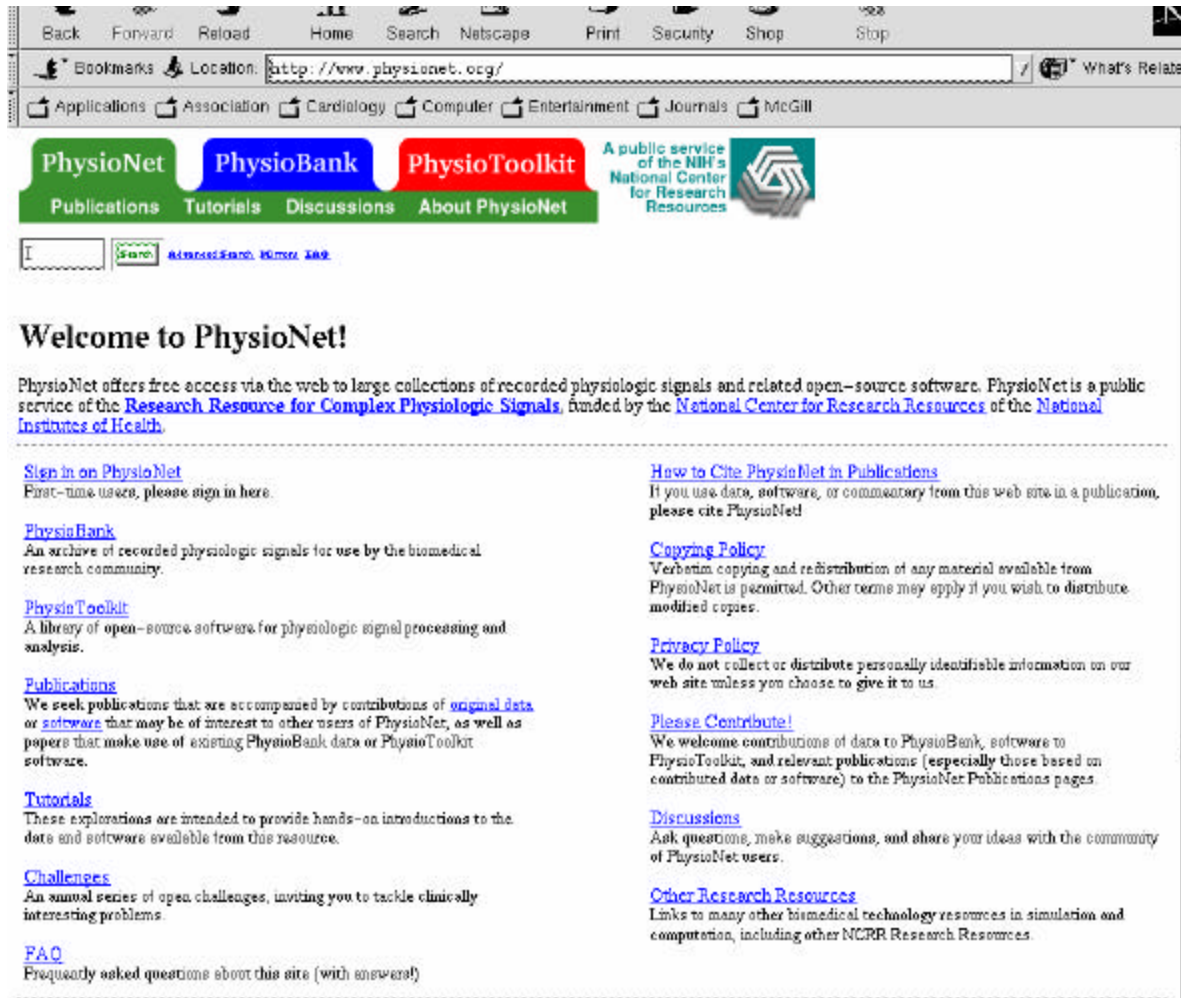 Back Forward Reload Home Search Netscape Print Security Shop Stop
Bookmarks Location: http://www.physionet.org/ What's Relate
Applications Association Cardiology Computer Entertainment Journals McGill
PhysioNet PhysioBank PhysioToolkit
Publications Tutorials Discussions About PhysioNet
A public service
of the NIH's
National Center
for Research
Resources
Search Advanced Search Mirrors FAQ
Welcome to PhysioNet!
PhysioNet offers free access via the web to large collections of recorded physiologic signals and related open-source software. PhysioNet is a public
service of the Research Resource for Complex Physiologic Signals, funded by the National Center for Research Resources of the National
Institutes of Health.
Sign in on PhysioNet
First-time users, please sign in here.
PhysioBank
An archive of recorded physiologic signals for use by the biomedical
research community.
PhysioToolkit
A library of open-source software for physiologic signal processing and
analysis.
Publications
We seek publications that are accompanied by contributions of original data
or software that may be of interest to other users of PhysioNet, as well as
papers that make use of existing PhysioBank data or PhysioToolkit
software.
Tutorials
These explorations are intended to provide hands-on introductions to the
data and software available from this resource.
Challenges
An annual series of open challenges, inviting you to tackle clinically
interesting problems.
FAQ
Frequently asked questions about this site (with answers!)
How to Cite PhysioNet in Publications
If you use data, software, or commentary from this web site in a publication,
please cite PhysioNet!
Copying Policy
Verbatim copying and redistribution of any material available from
PhysioNet is permitted. Other terms may apply if you wish to distribute
modified copies.
Privacy Policy
We do not collect or distribute personally identifiable information on our
web site unless you choose to give it to us.
Please Contribute!
We welcome contributions of data to PhysioBank, software to
PhysioToolkit, and relevant publications (especially those based on
contributed data or software) to the PhysioNet Publications pages.
Discussions
Ask questions, make suggestions, and share your ideas with the community
of PhysioNet users.
Other Research Resources
Links to many other biomedical technology resources in simulation and
computation, including other NCRR Research Resources.